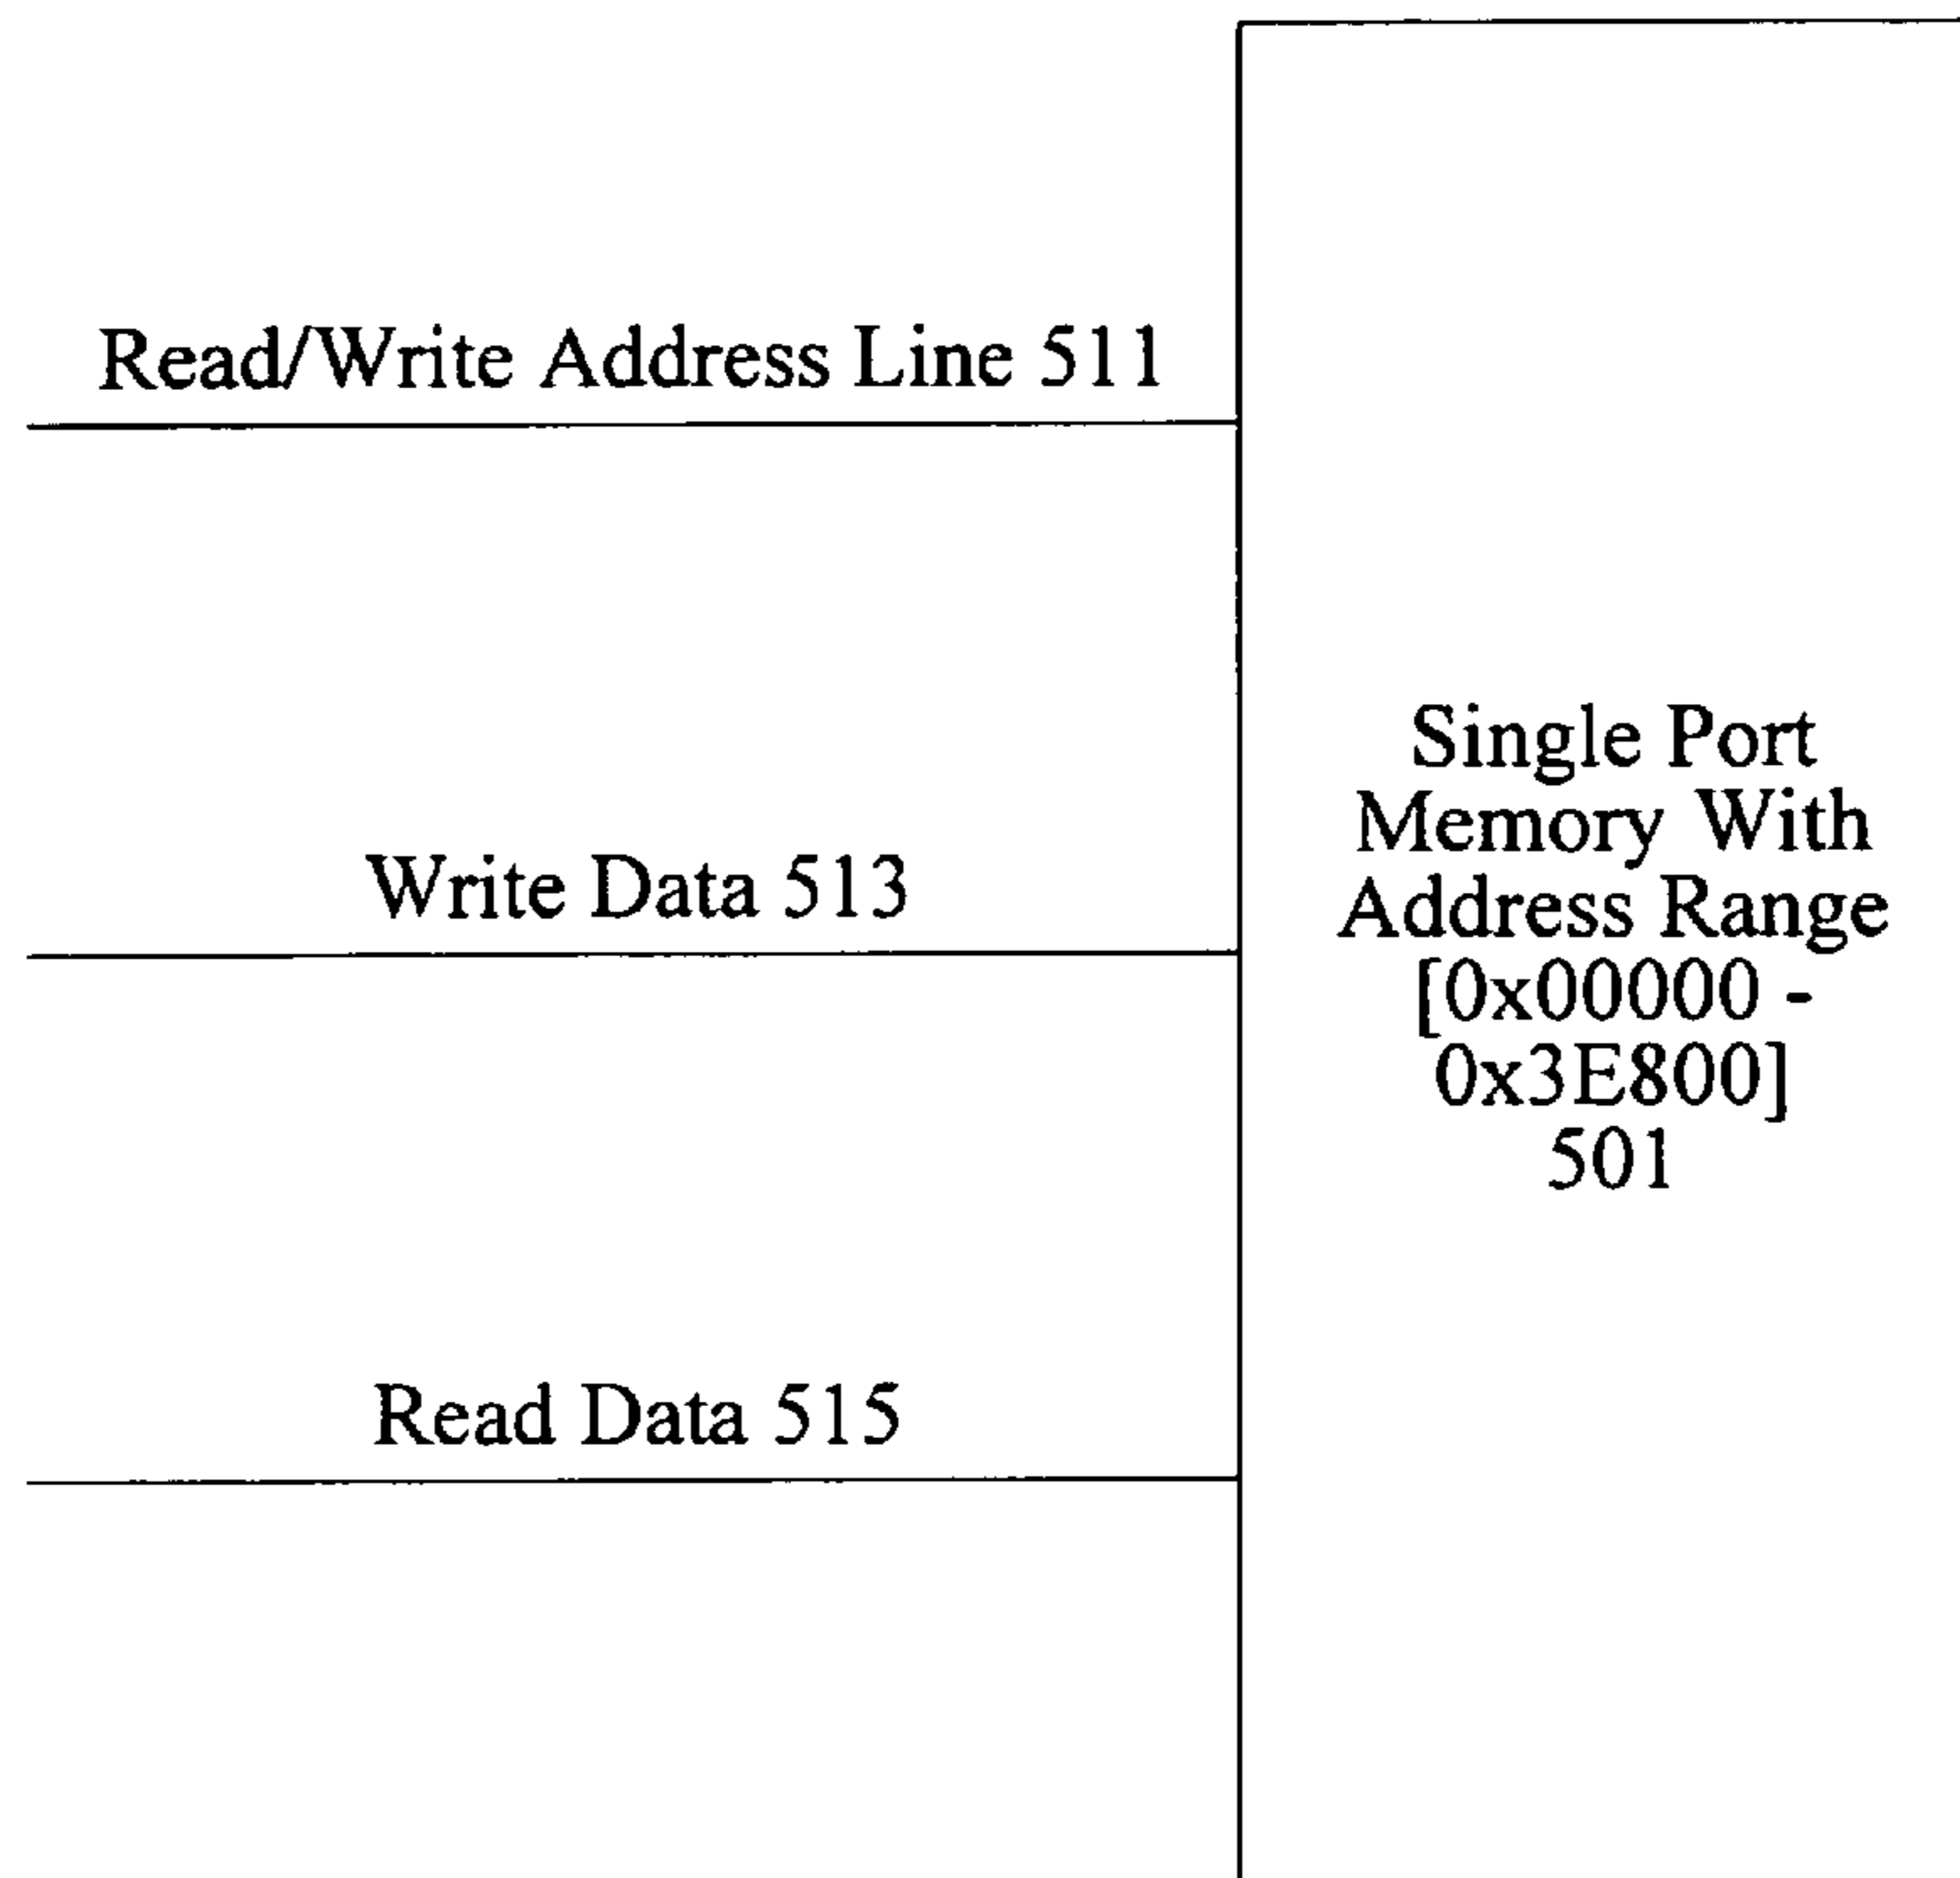 Read/Write Address Line 511
Write Data 513
Read Data 515
Single Port
Memory With
Address Range
[0x00000 -
0x3E800]
501